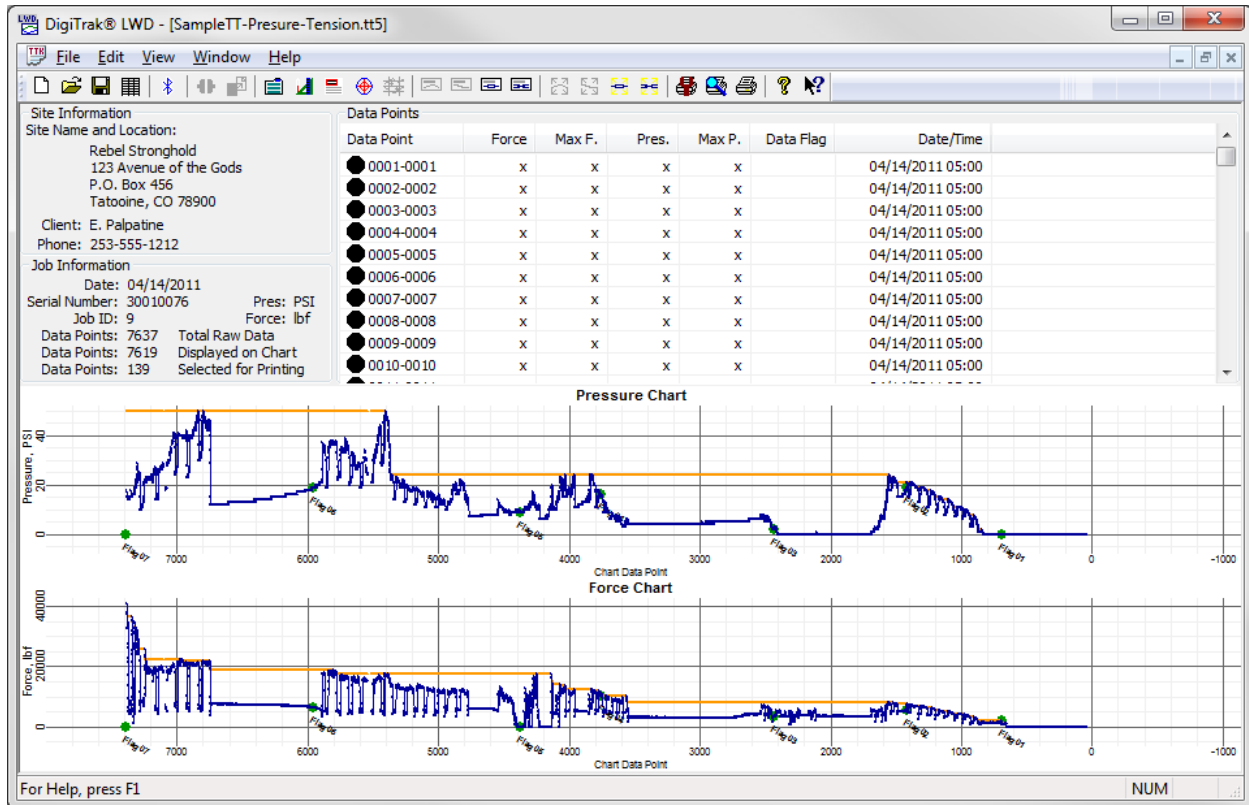 DigiTrak® LWD - [SampleTT-Presure-Tension.tt5]
File Edit View Window Help
Site Information
Site Name and Location:
Rebel Stronghold
123 Avenue of the Gods
P.O. Box 456
Tatooine, CO 78900
Client: E. Palpatine
Phone: 253-555-1212
Job Information
Date: 04/14/2011
Serial Number: 30010076 Pres: PSI
Job ID: 9 Force: lbf
Data Points: 7637 Total Raw Data
Data Points: 7619 Displayed on Chart
Data Points: 139 Selected for Printing
Data Points
Data Point Force Max F. Pres. Max P. Data Flag Date/Time
0001-0001 x x x x 04/14/2011 05:00
0002-0002 x x x x 04/14/2011 05:00
0003-0003 x x x x 04/14/2011 05:00
0004-0004 x x x x 04/14/2011 05:00
0005-0005 x x x x 04/14/2011 05:00
0006-0006 x x x x 04/14/2011 05:00
0007-0007 x x x x 04/14/2011 05:00
0008-0008 x x x x 04/14/2011 05:00
0009-0009 x x x x 04/14/2011 05:00
0010-0010 x x x x 04/14/2011 05:00
Pressure Chart
Pressure, PSI
40
20
0
Flag 07 Flag 06 Flag 05 Flag 03 Flag 02 Flag 01
7000 6000 5000 4000 3000 2000 1000 0 -1000
Chart Data Point
Force Chart
Force, lbf
40000
20000
0
Flag 07 Flag 06 Flag 05 Flag 03 Flag 02 Flag 01
7000 6000 5000 4000 3000 2000 1000 0 -1000
Chart Data Point
For Help, press F1
NUM